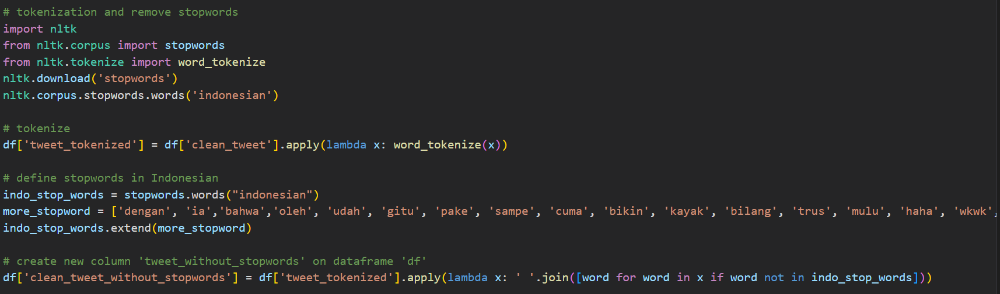 # tokenization and remove stopwords
import nltk
from nltk.corpus import stopwords
from nltk.tokenize import word_tokenize
nltk.download('stopwords')
nltk.corpus.stopwords.words('indonesian')
# tokenize
df['tweet_tokenized'] = df['clean_tweet'].apply(lambda x: word_tokenize(x))
# define stopwords in Indonesian
indo_stop_words = stopwords.words("indonesian")
more_stopword = ['dengan', 'ia','bahwa','oleh', 'udah', 'gitu', 'pake', 'sampe', 'cuma', 'bikin', 'kayak', 'bilang', 'trus', 'mulu', 'haha', 'wkwk',
indo_stop_words.extend(more_stopword)
# create new column 'tweet_without_stopwords' on dataframe 'df'
df['clean_tweet_without_stopwords'] = df['tweet_tokenized'].apply(lambda x: ' '.join([word for word in x if word not in indo_stop_words]))